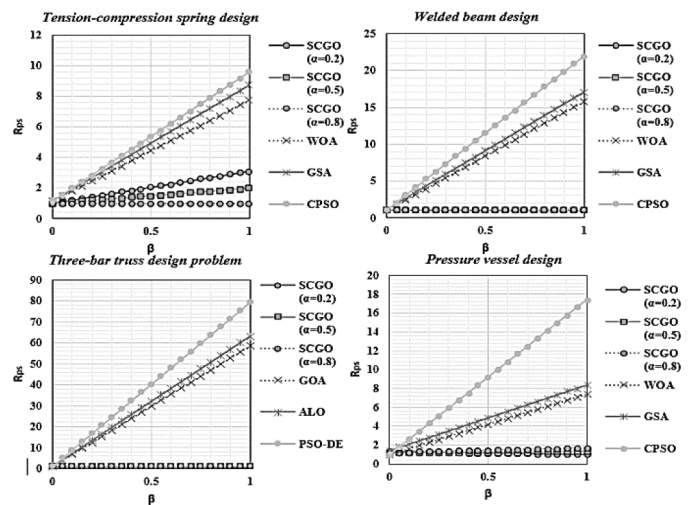 Tension-compression spring design
12
10
8
6
4
2
0
Rps
0
0.5
1
β
SCGO
(α=0.2)
SCGO
(α=0.5)
SCGO
(α=0.8)
WOA
GSA
CPSO
Welded beam design
25
20
15
10
5
0
Rps
0
0.5
1
β
SCGO
(α=0.2)
SCGO
(α=0.5)
SCGO
(α=0.8)
WOA
GSA
CPSO
Three-bar truss design problem
90
80
70
60
50
40
30
20
10
0
Rps
0
0.5
1
β
SCGO
(α=0.2)
SCGO
(α=0.5)
SCGO
(α=0.8)
GOA
ALO
PSO-DE
Pressure vessel design
20
18
16
14
12
10
8
6
4
2
0
Rps
0
0.5
1
β
SCGO
(α=0.2)
SCGO
(α=0.5)
SCGO
(α=0.8)
WOA
GSA
CPSO